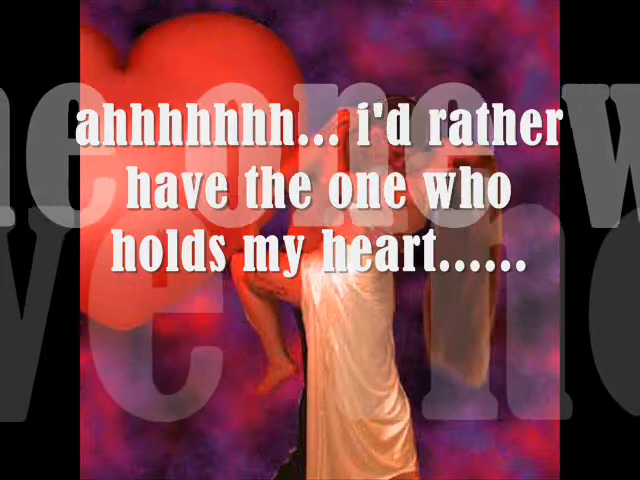 ahhhhhhh... i'd rather
have the one who
holds my heart......